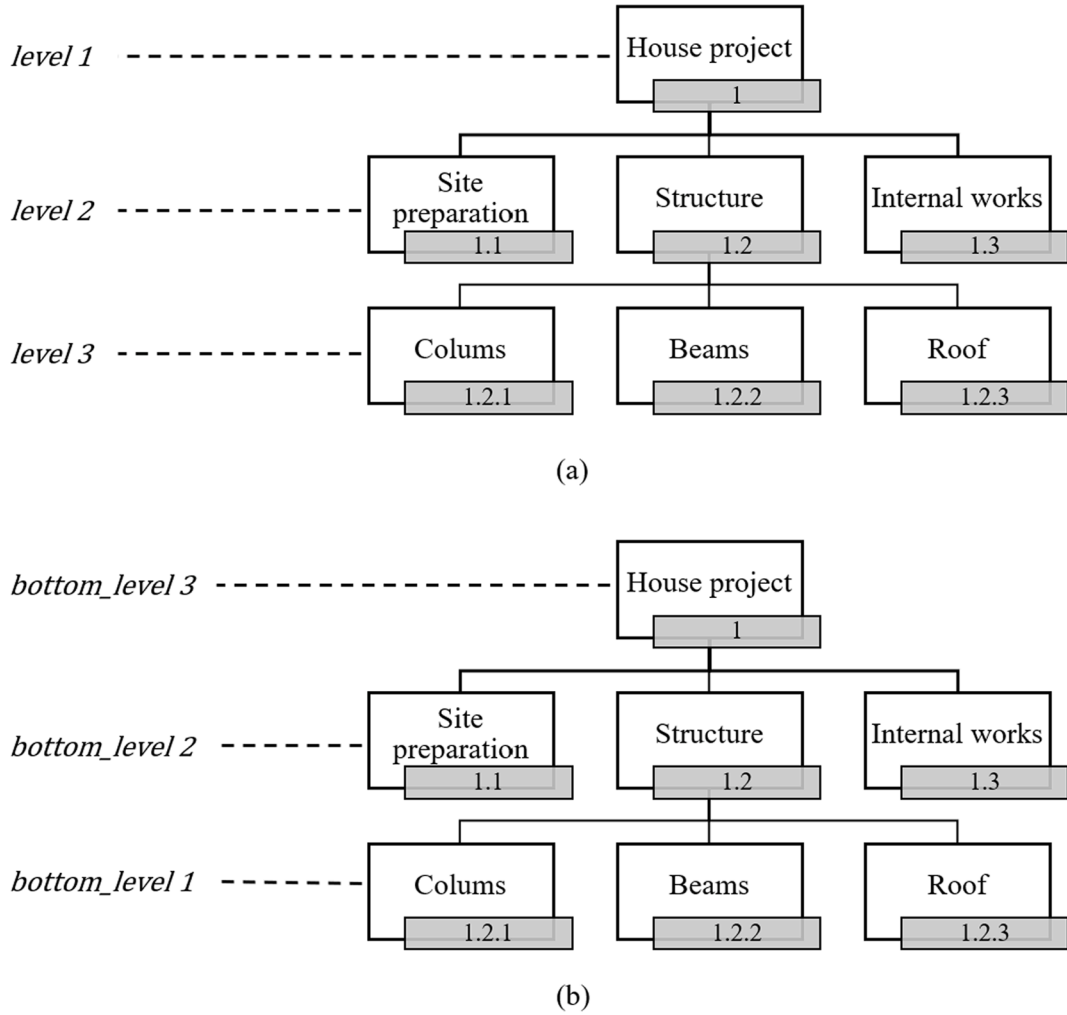 level 1
House project
1
level 2
Site
preparation
1.1
Structure
1.2
Internal works
1.3
level 3
Colums
1.2.1
Beams
1.2.2
Roof
1.2.3
(a)
bottom_level 3
House project
1
bottom_level 2
Site
preparation
1.1
Structure
1.2
Internal works
1.3
bottom_level 1
Colums
1.2.1
Beams
1.2.2
Roof
1.2.3
(b)